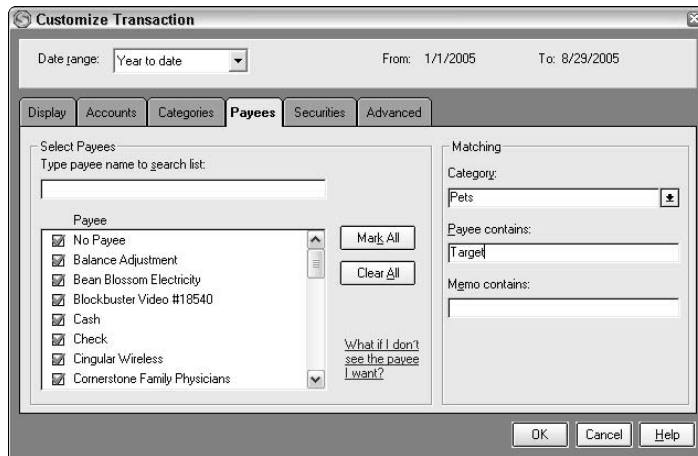 Customize Transaction
Date range: Year to date From: 1/1/2005 To: 8/29/2005
Display Accounts Categories Payees Securities Advanced
Select Payees
Type payee name to search list:
Payee
No Payee
Balance Adjustment
Bean Blossom Electricity
Blockbuster Video #18540
Cash
Check
Cingular Wireless
Cornerstone Family Physicians
Mark All
Clear All
What if I don't
see the payee
I want?
Matching
Category:
Pets
Payee contains:
Target
Memo contains:
OK Cancel Help